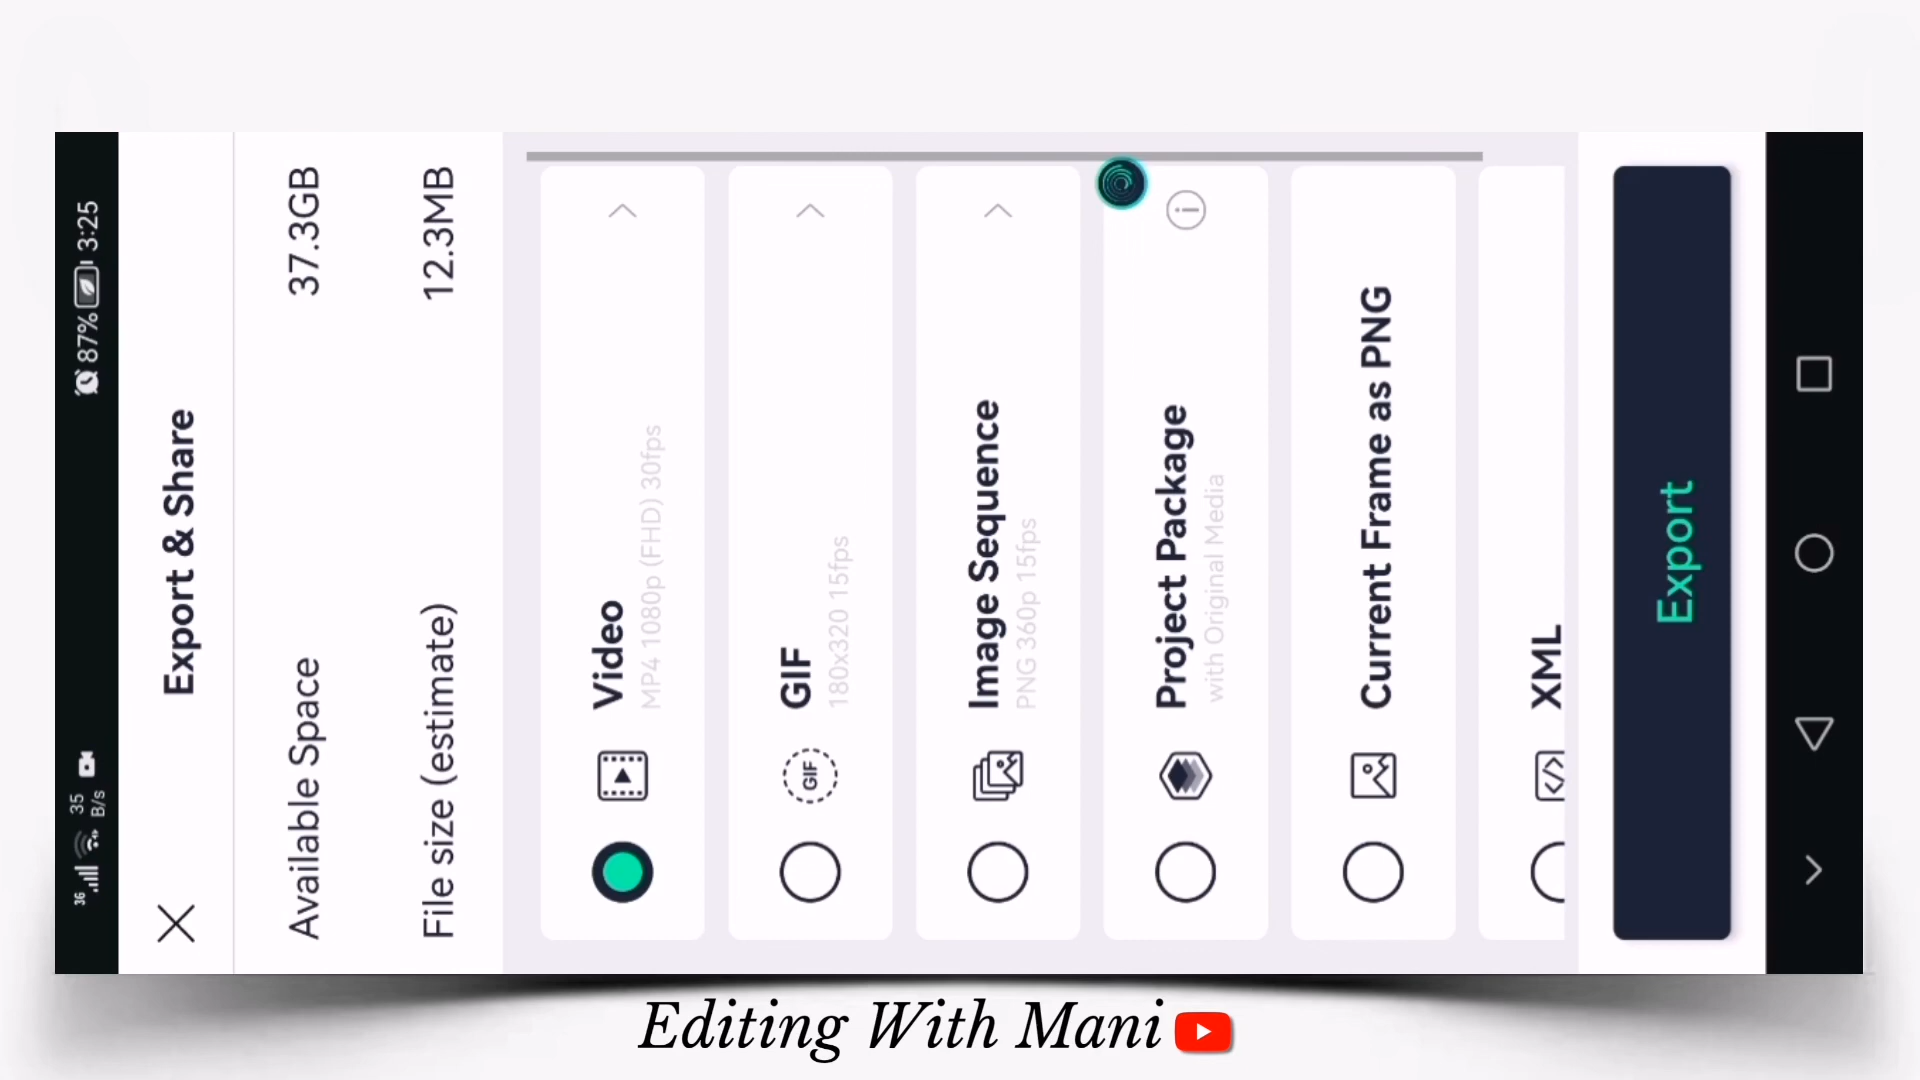 3G
35
B/s
87%
3:25
Export & Share
Available Space 37.3GB
File size (estimate) 12.3MB
Video
MP4 1080p (FHD) 30fps
GIF
GIF
180x320 15fps
Image Sequence
PNG 360p 15fps
Project Package
with Original Media
Current Frame as PNG
XML
Export
Editing With Mani